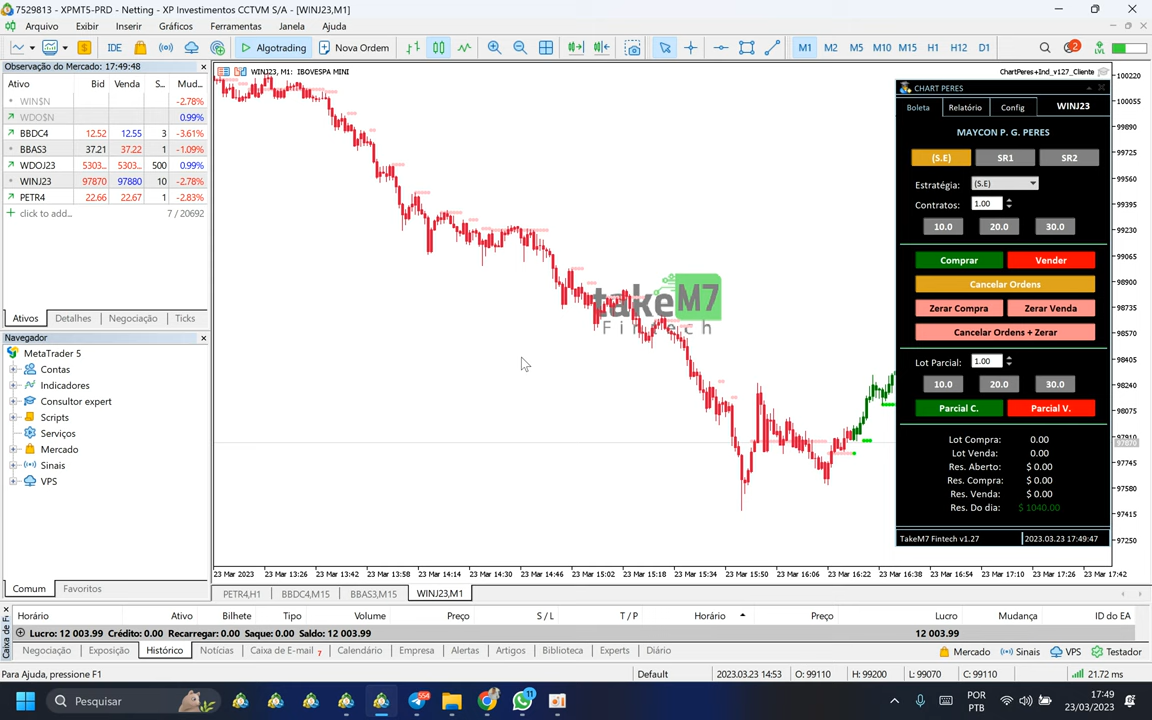 7529813 - XPMT5-PRD - Netting - XP Investimentos CCTVM S/A - [WINJ23,M1]
Arquivo Exibir Inserir Gráficos Ferramentas Janela Ajuda
IDE Algotrading Nova Ordem M1 M2 M5 M10 M15 H1 H12 D1 2 LVL
Observação do Mercado: 17:49:48
Ativo Bid Venda S... Mud...
WIN$N -2.78%
WDO$N 0.99%
BBDC4 12.52 12.55 3 -3.61%
BBAS3 37.21 37.22 1 -1.09%
WDOJ23 5303... 5303... 500 0.99%
WINJ23 97870 97880 10 -2.78%
PETR4 22.66 22.67 1 -2.83%
click to add... 7 / 20692
Ativos Detalhes Negociação Ticks
Navegador
MetaTrader 5
Contas
Indicadores
Consultor expert
Scripts
Serviços
Mercado
Sinais
VPS
Comum Favoritos
WINJ23, M1: IBOVESPA MINI
ChartPeres+Ind_v127_Cliente
takeM7
Fintech
CHART PERES
Boleta Relatório Config WINJ23
MAYCON P. G. PERES
(S.E) SR1 SR2
Estratégia: (S.E)
Contratos: 1.00
10.0 20.0 30.0
Comprar Vender
Cancelar Ordens
Zerar Compra Zerar Venda
Cancelar Ordens + Zerar
Lot Parcial: 1.00
10.0 20.0 30.0
Parcial C. Parcial V.
Lot Compra: 0.00
Lot Venda: 0.00
Res. Aberto: $ 0.00
Res. Compra: $ 0.00
Res. Venda: $ 0.00
Res. Do dia: $ 1040.00
TakeM7 Fintech v1.27 2023.03.23 17:49:47
100220
100055
99890
99725
99560
99395
99230
99065
98900
98735
98570
98405
98240
98075
97910
97870
97745
97580
97415
97250
23 Mar 2023 23 Mar 13:26 23 Mar 13:42 23 Mar 13:58 23 Mar 14:14 23 Mar 14:30 23 Mar 14:46 23 Mar 15:02 23 Mar 15:18 23 Mar 15:34 23 Mar 15:50 23 Mar 16:06 23 Mar 16:22 23 Mar 16:38 23 Mar 16:54 23 Mar 17:10 23 Mar 17:26 23 Mar 17:42
PETR4,H1 BBDC4,M15 BBAS3,M15 WINJ23,M1
Caixa de F
Horário Ativo Bilhete Tipo Volume Preço S / L T / P Horário Preço Lucro Mudança ID do EA
Lucro: 12 003.99 Crédito: 0.00 Recarregar: 0.00 Saque: 0.00 Saldo: 12 003.99 12 003.99
Negociação Exposição Histórico Notícias Caixa de E-mail 7 Calendário Empresa Alertas Artigos Biblioteca Experts Diário Mercado Sinais VPS Testador
Para Ajuda, pressione F1 Default 2023.03.23 14:53 O: 99110 H: 99200 L: 99070 C: 99110 21.72 ms
Pesquisar 554 11 POR PTB 17:49 23/03/2023